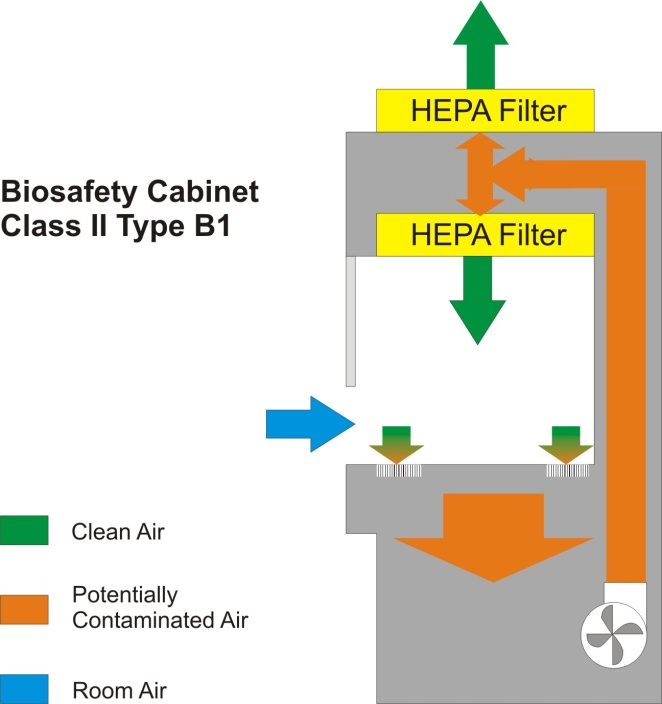 HEPA Filter
Biosafety Cabinet
Class II Type B1
HEPA Filter
Clean Air
Potentially
Contaminated Air
Room Air